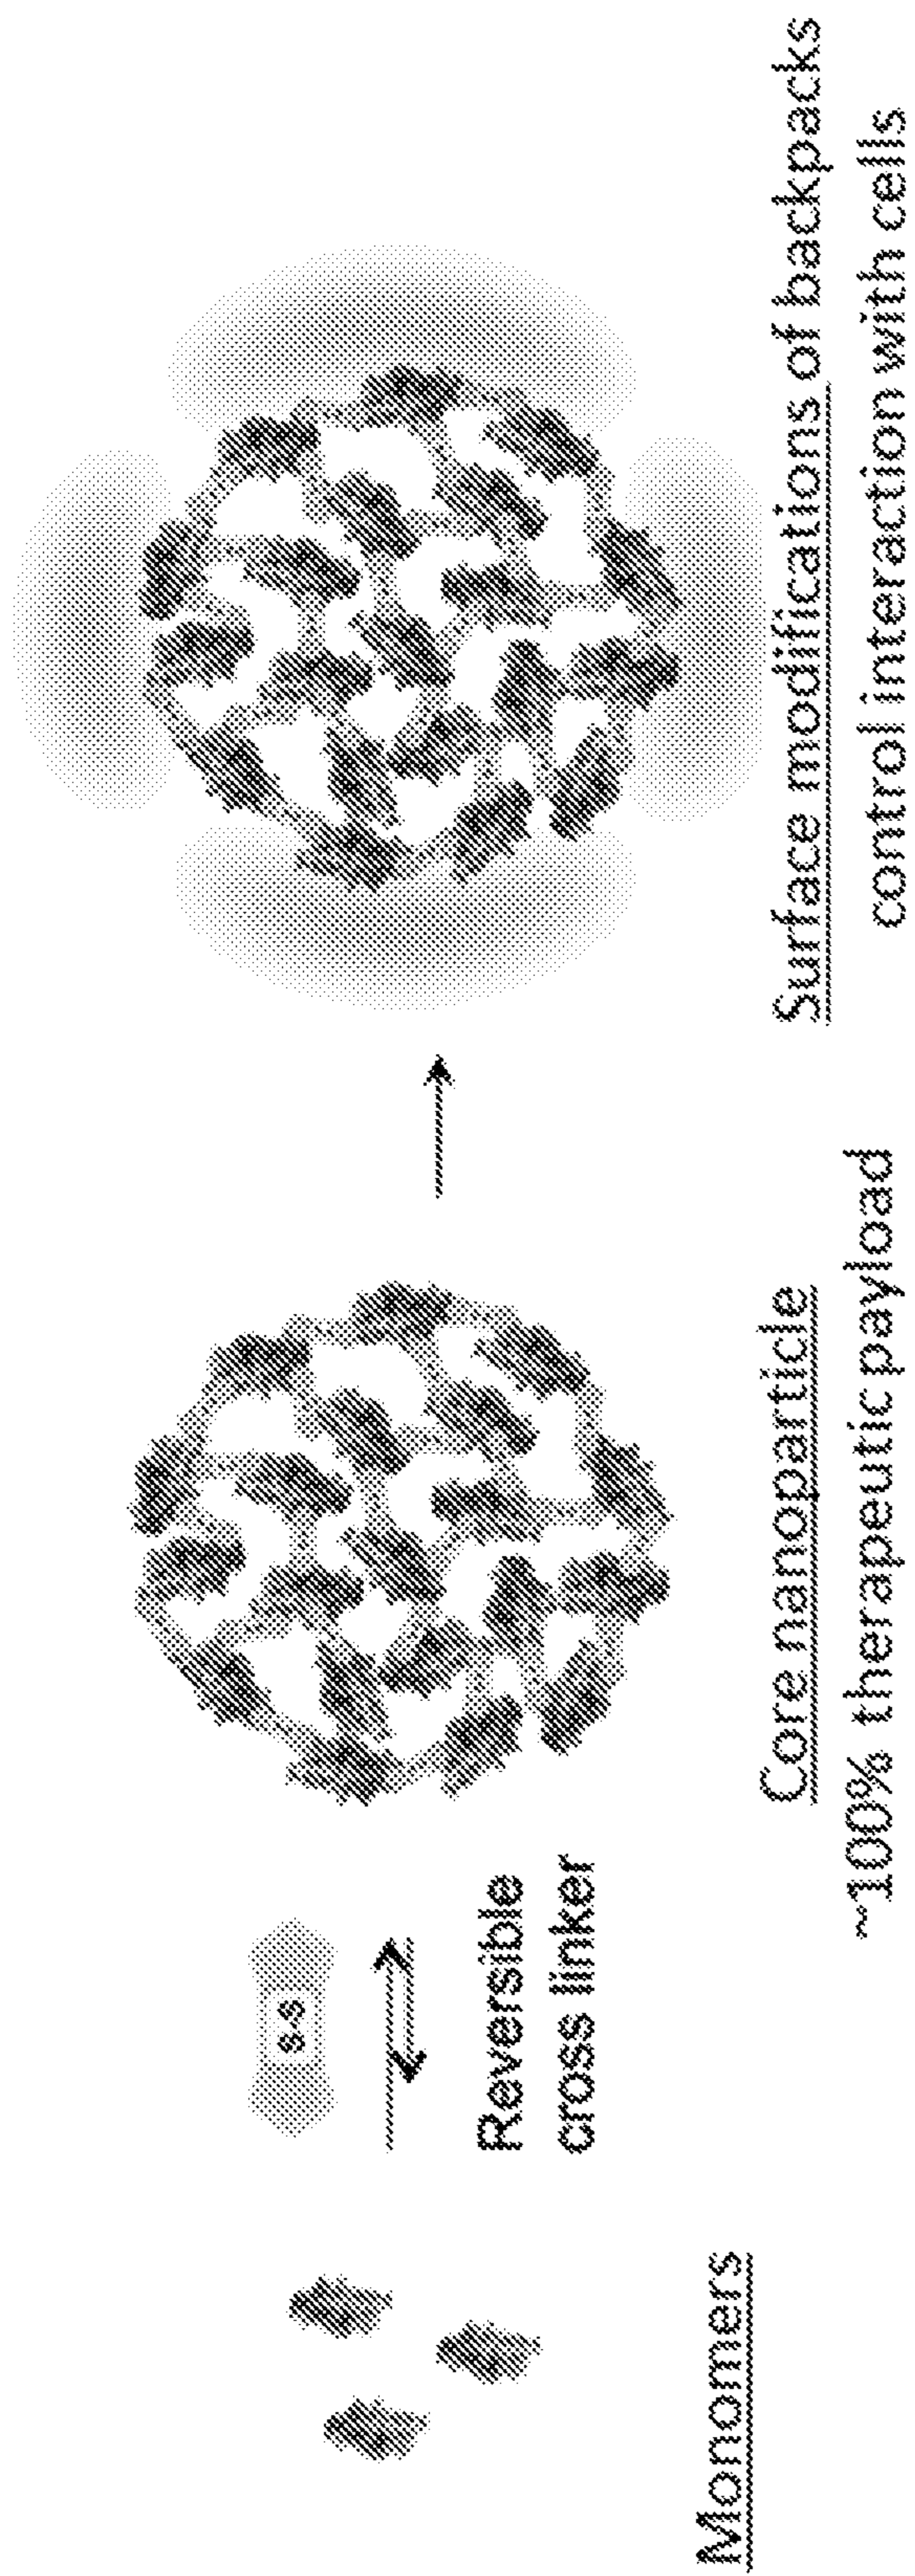 Monomers
S-S
Reversible
cross linker
Core nanoparticle
~100% therapeutic payload
Surface modifications of backpacks
control interaction with cells